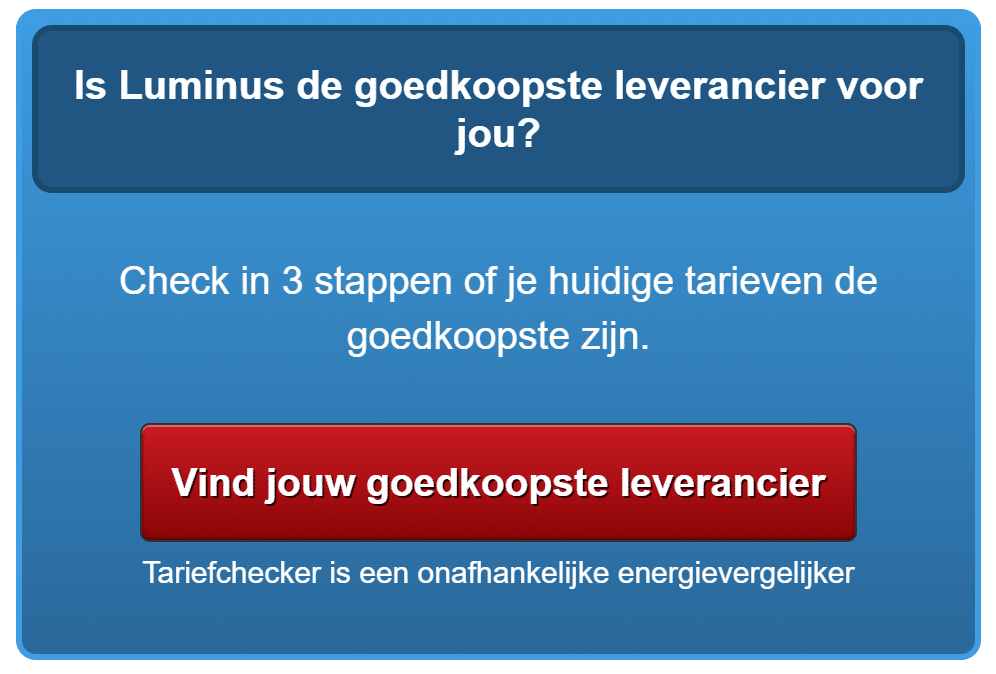 Is Luminus de goedkoopste leverancier voor
jou?
Check in 3 stappen of je huidige tarieven de
goedkoopste zijn.
Vind jouw goedkoopste leverancier
Tariefchecker is een onafhankelijke energievergelijker